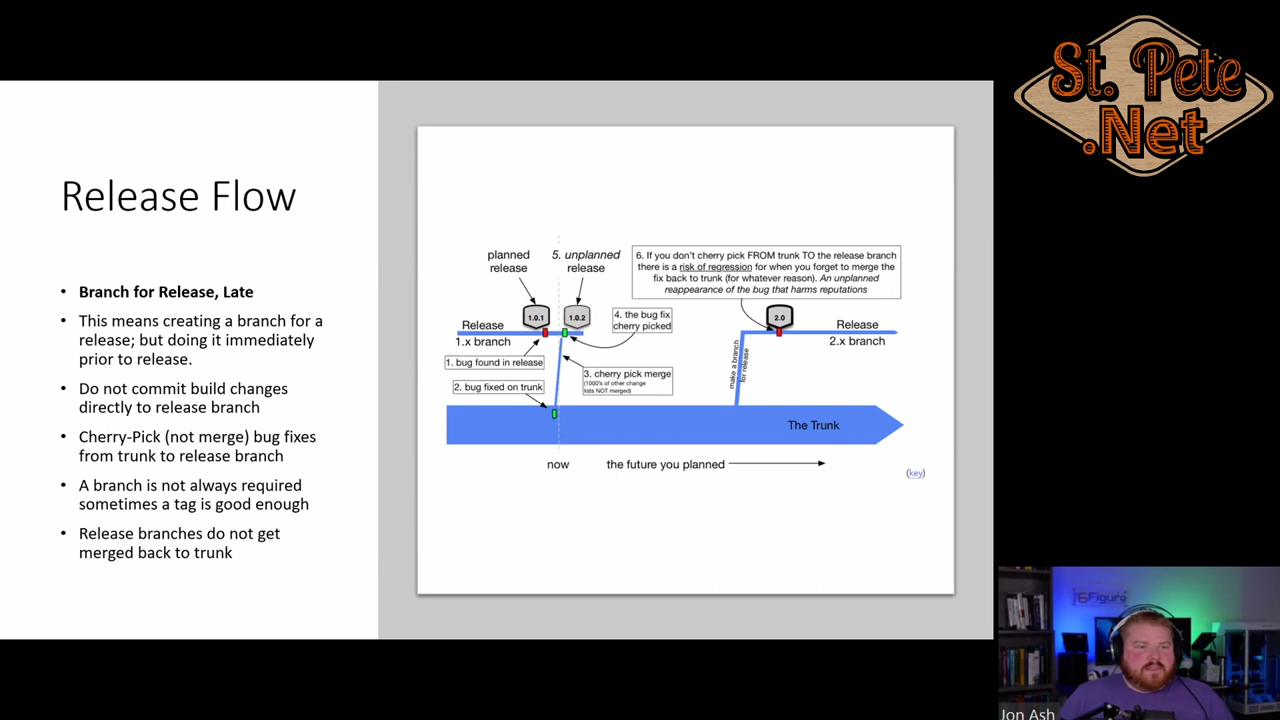 St. Pete
.Net
Release Flow
• Branch for Release, Late
• This means creating a branch for a
release; but doing it immediately
prior to release.
• Do not commit build changes
directly to release branch
• Cherry-Pick (not merge) bug fixes
from trunk to release branch
• A branch is not always required
sometimes a tag is good enough
• Release branches do not get
merged back to trunk
planned
release
5. unplanned
release
6. If you don't cherry pick FROM trunk TO the release branch
there is a risk of regression for when you forget to merge the
fix back to trunk (for whatever reason). An unplanned
reappearance of the bug that harms reputations
1.0.1
1.0.2
4. the bug fix
cherry picked
2.0
Release
1.x branch
Release
2.x branch
1. bug found in release
2. bug fixed on trunk
3. cherry pick merge
(1000's of other change
lists NOT merged)
make a branch
for release
The Trunk
now
the future you planned
(key)
6Figure
Jon Ash